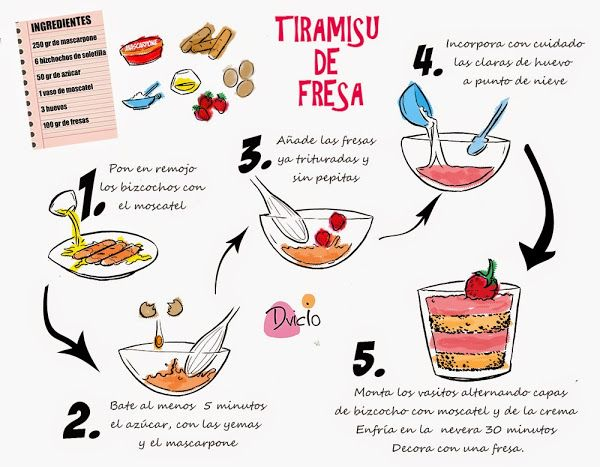 INGREDIENTES
250 gr de mascarpone
6 bizchochos de soletilla
50 gr de azúcar
1 vaso de moscatel
3 huevos
100 gr de fresas
MASCARPONE
TIRAMISU
DE
FRESA
1.
Pon en remojo
los bizcochos con
el moscatel
2.
Bate al menos 5 minutos
el azúcar, con las yemas
y el mascarpone
3.
Añade las fresas
ya trituradas y
sin pepitas
4.
Incorpora con cuidado
las claras de huevo
a punto de nieve
Dvicio
5.
Monta los vasitos alternando capas
de bizcocho con moscatel y de la crema
Enfría en la nevera 30 minutos
Decora con una fresa.